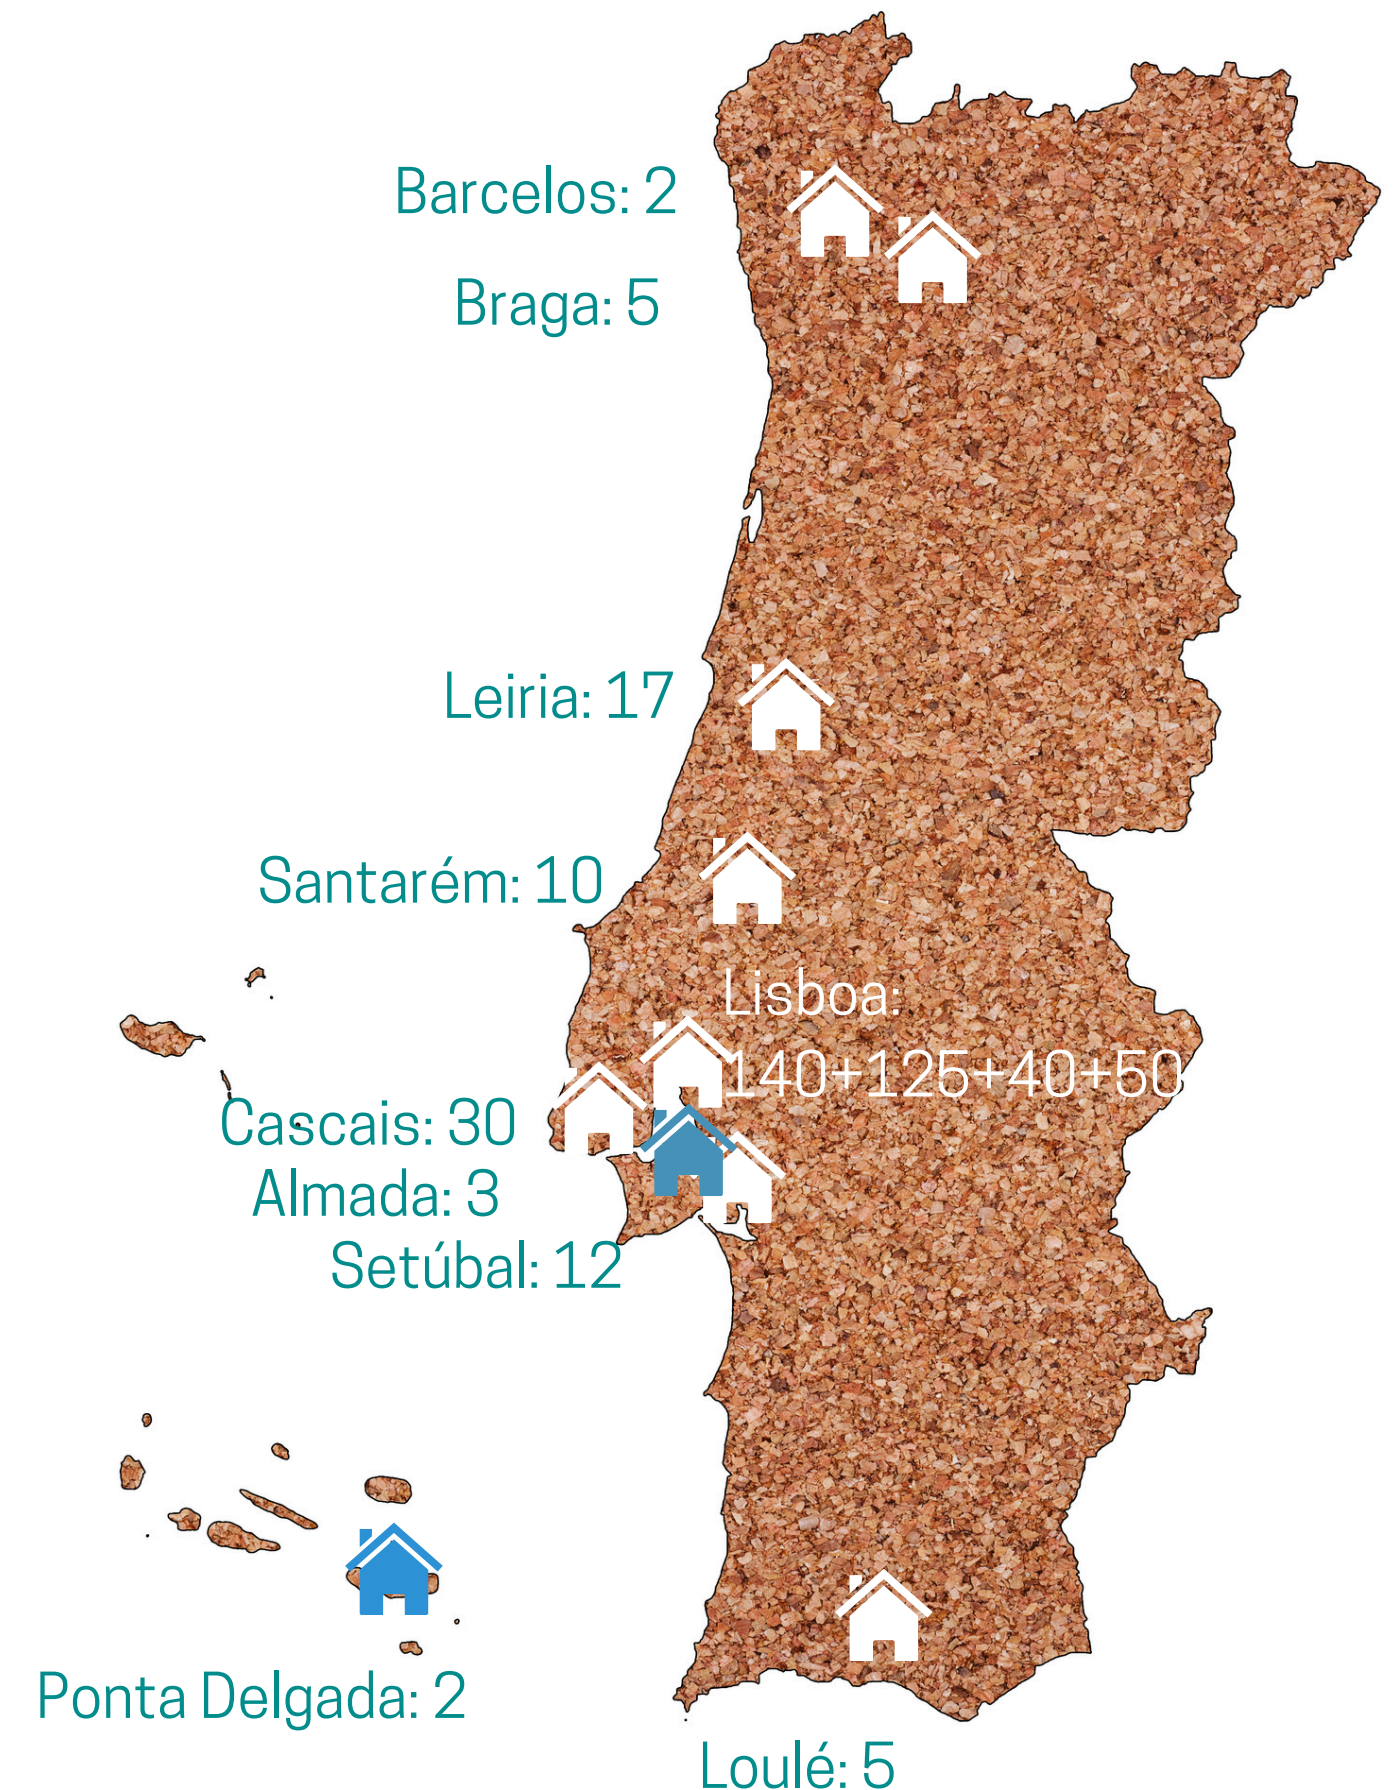 Barcelos: 2
Braga: 5
Leiria: 17
Santarém: 10
Lisboa:
140+125+40+50
Cascais: 30
Almada: 3
Setúbal: 12
Ponta Delgada: 2
Loulé: 5